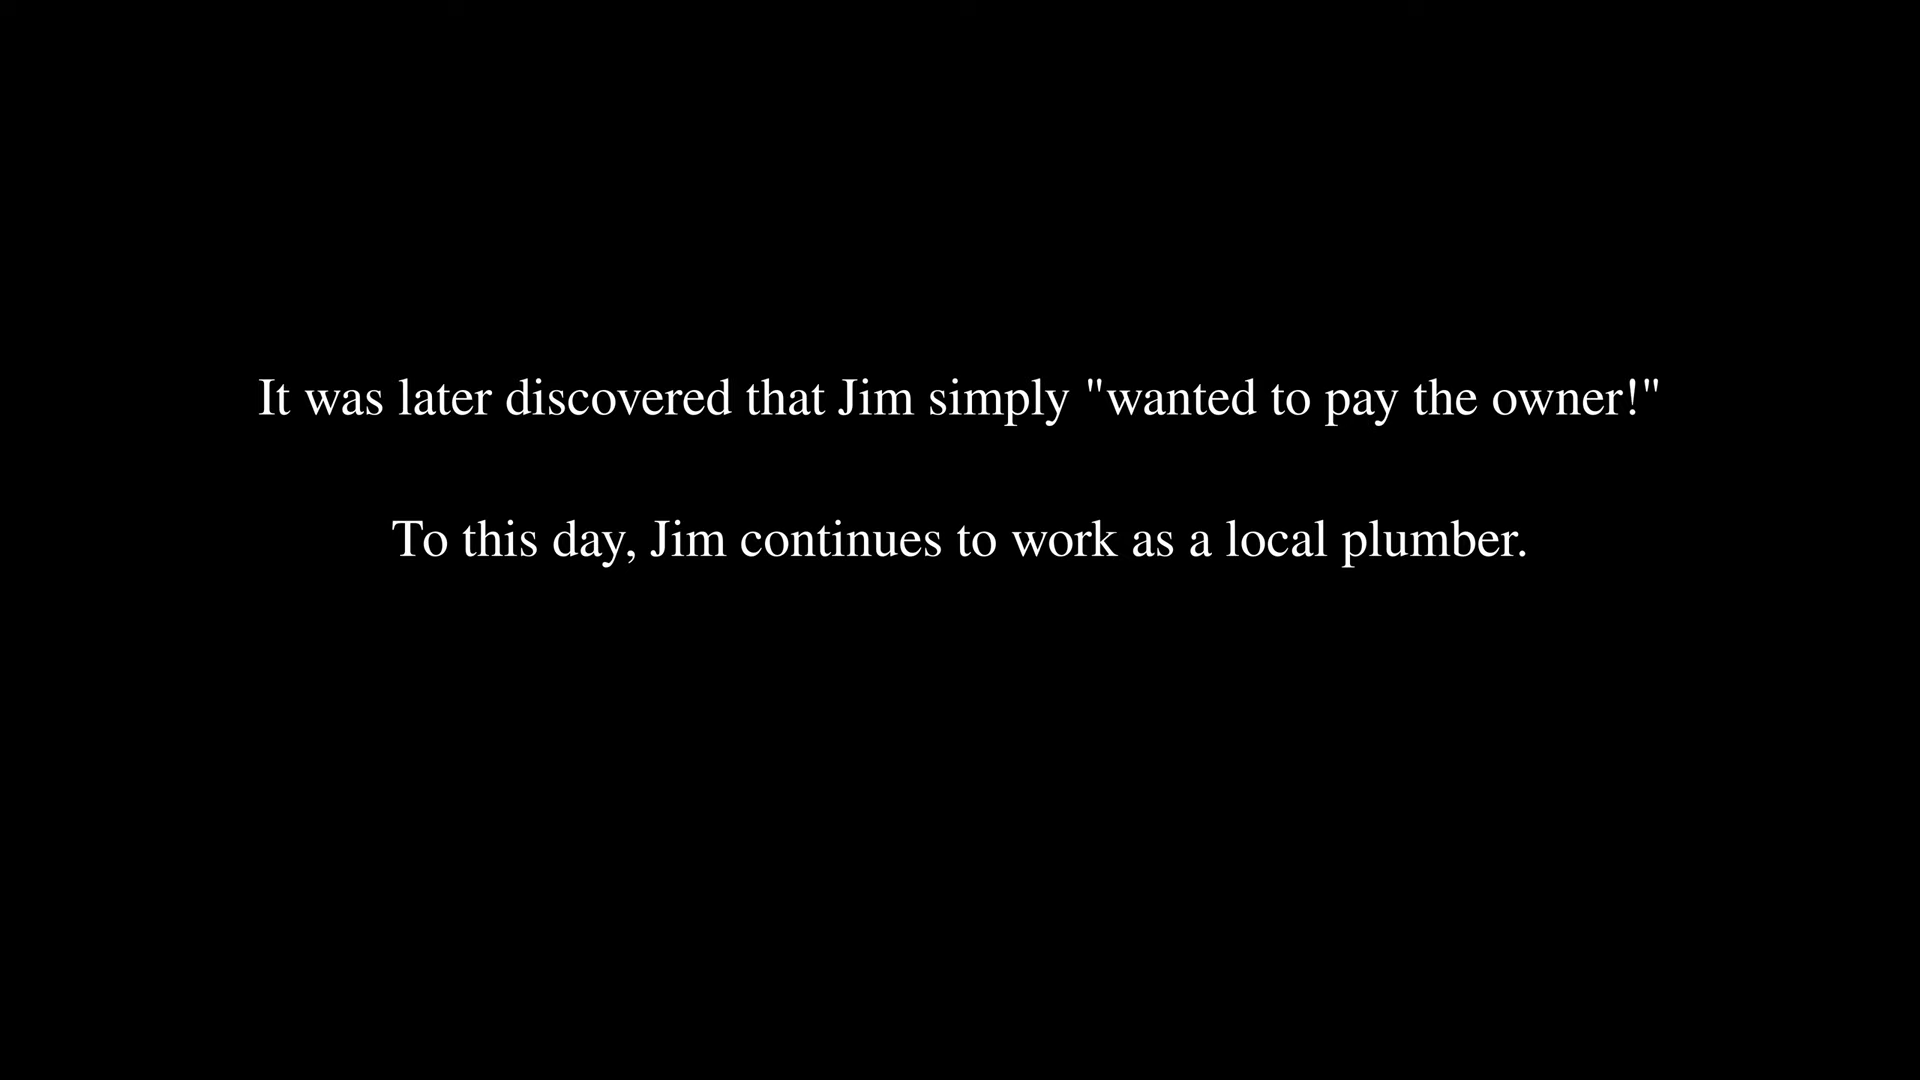 It was later discovered that Jim simply "wanted to pay the owner!"
To this day, Jim continues to work as a local plumber.